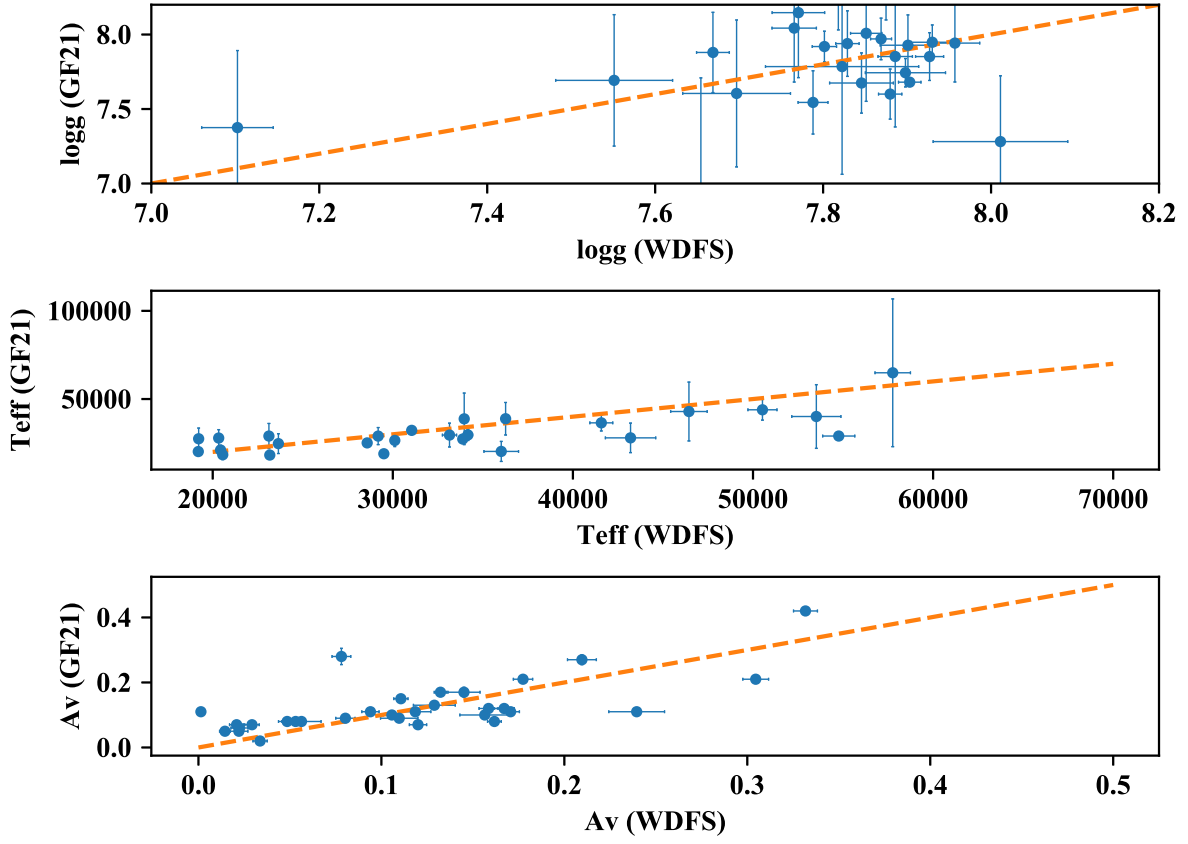 8.0
7.5
7.0
logg (GF21)
7.0 7.2 7.4 7.6 7.8 8.0 8.2
logg (WDFS)
100000
50000
Teff (GF21)
20000 30000 40000 50000 60000 70000
Teff (WDFS)
0.4
0.2
0.0
Av (GF21)
0.0 0.1 0.2 0.3 0.4 0.5
Av (WDFS)